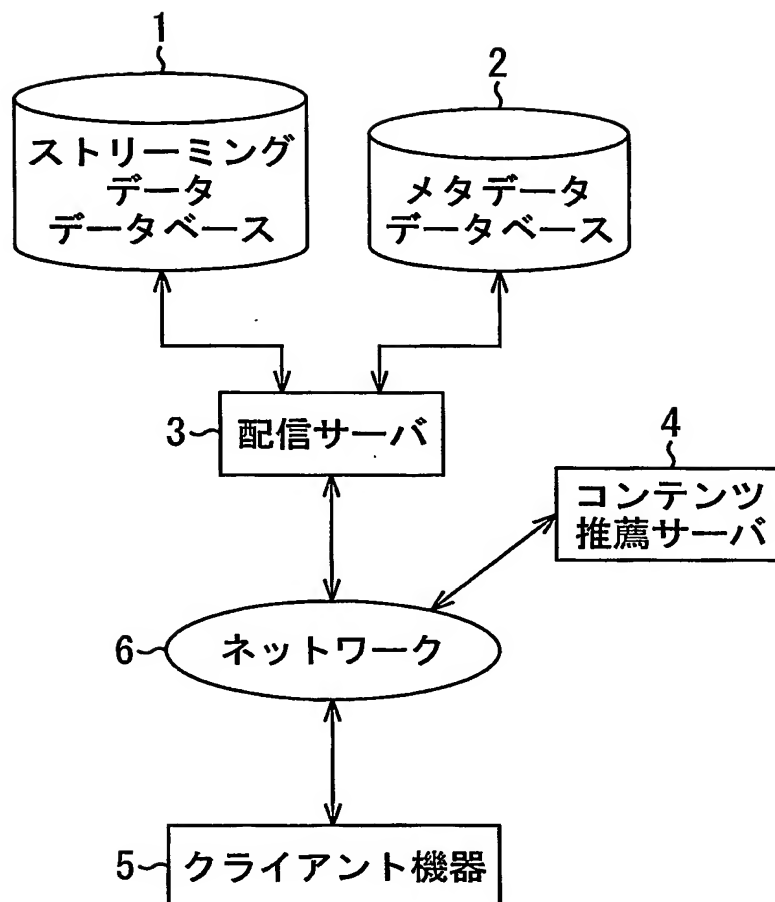 1
ストリーミング
データ
データベース
2
メタデータ
データベース
3
配信サーバ
4
コンテンツ
推薦サーバ
6
ネットワーク
5
クライアント機器